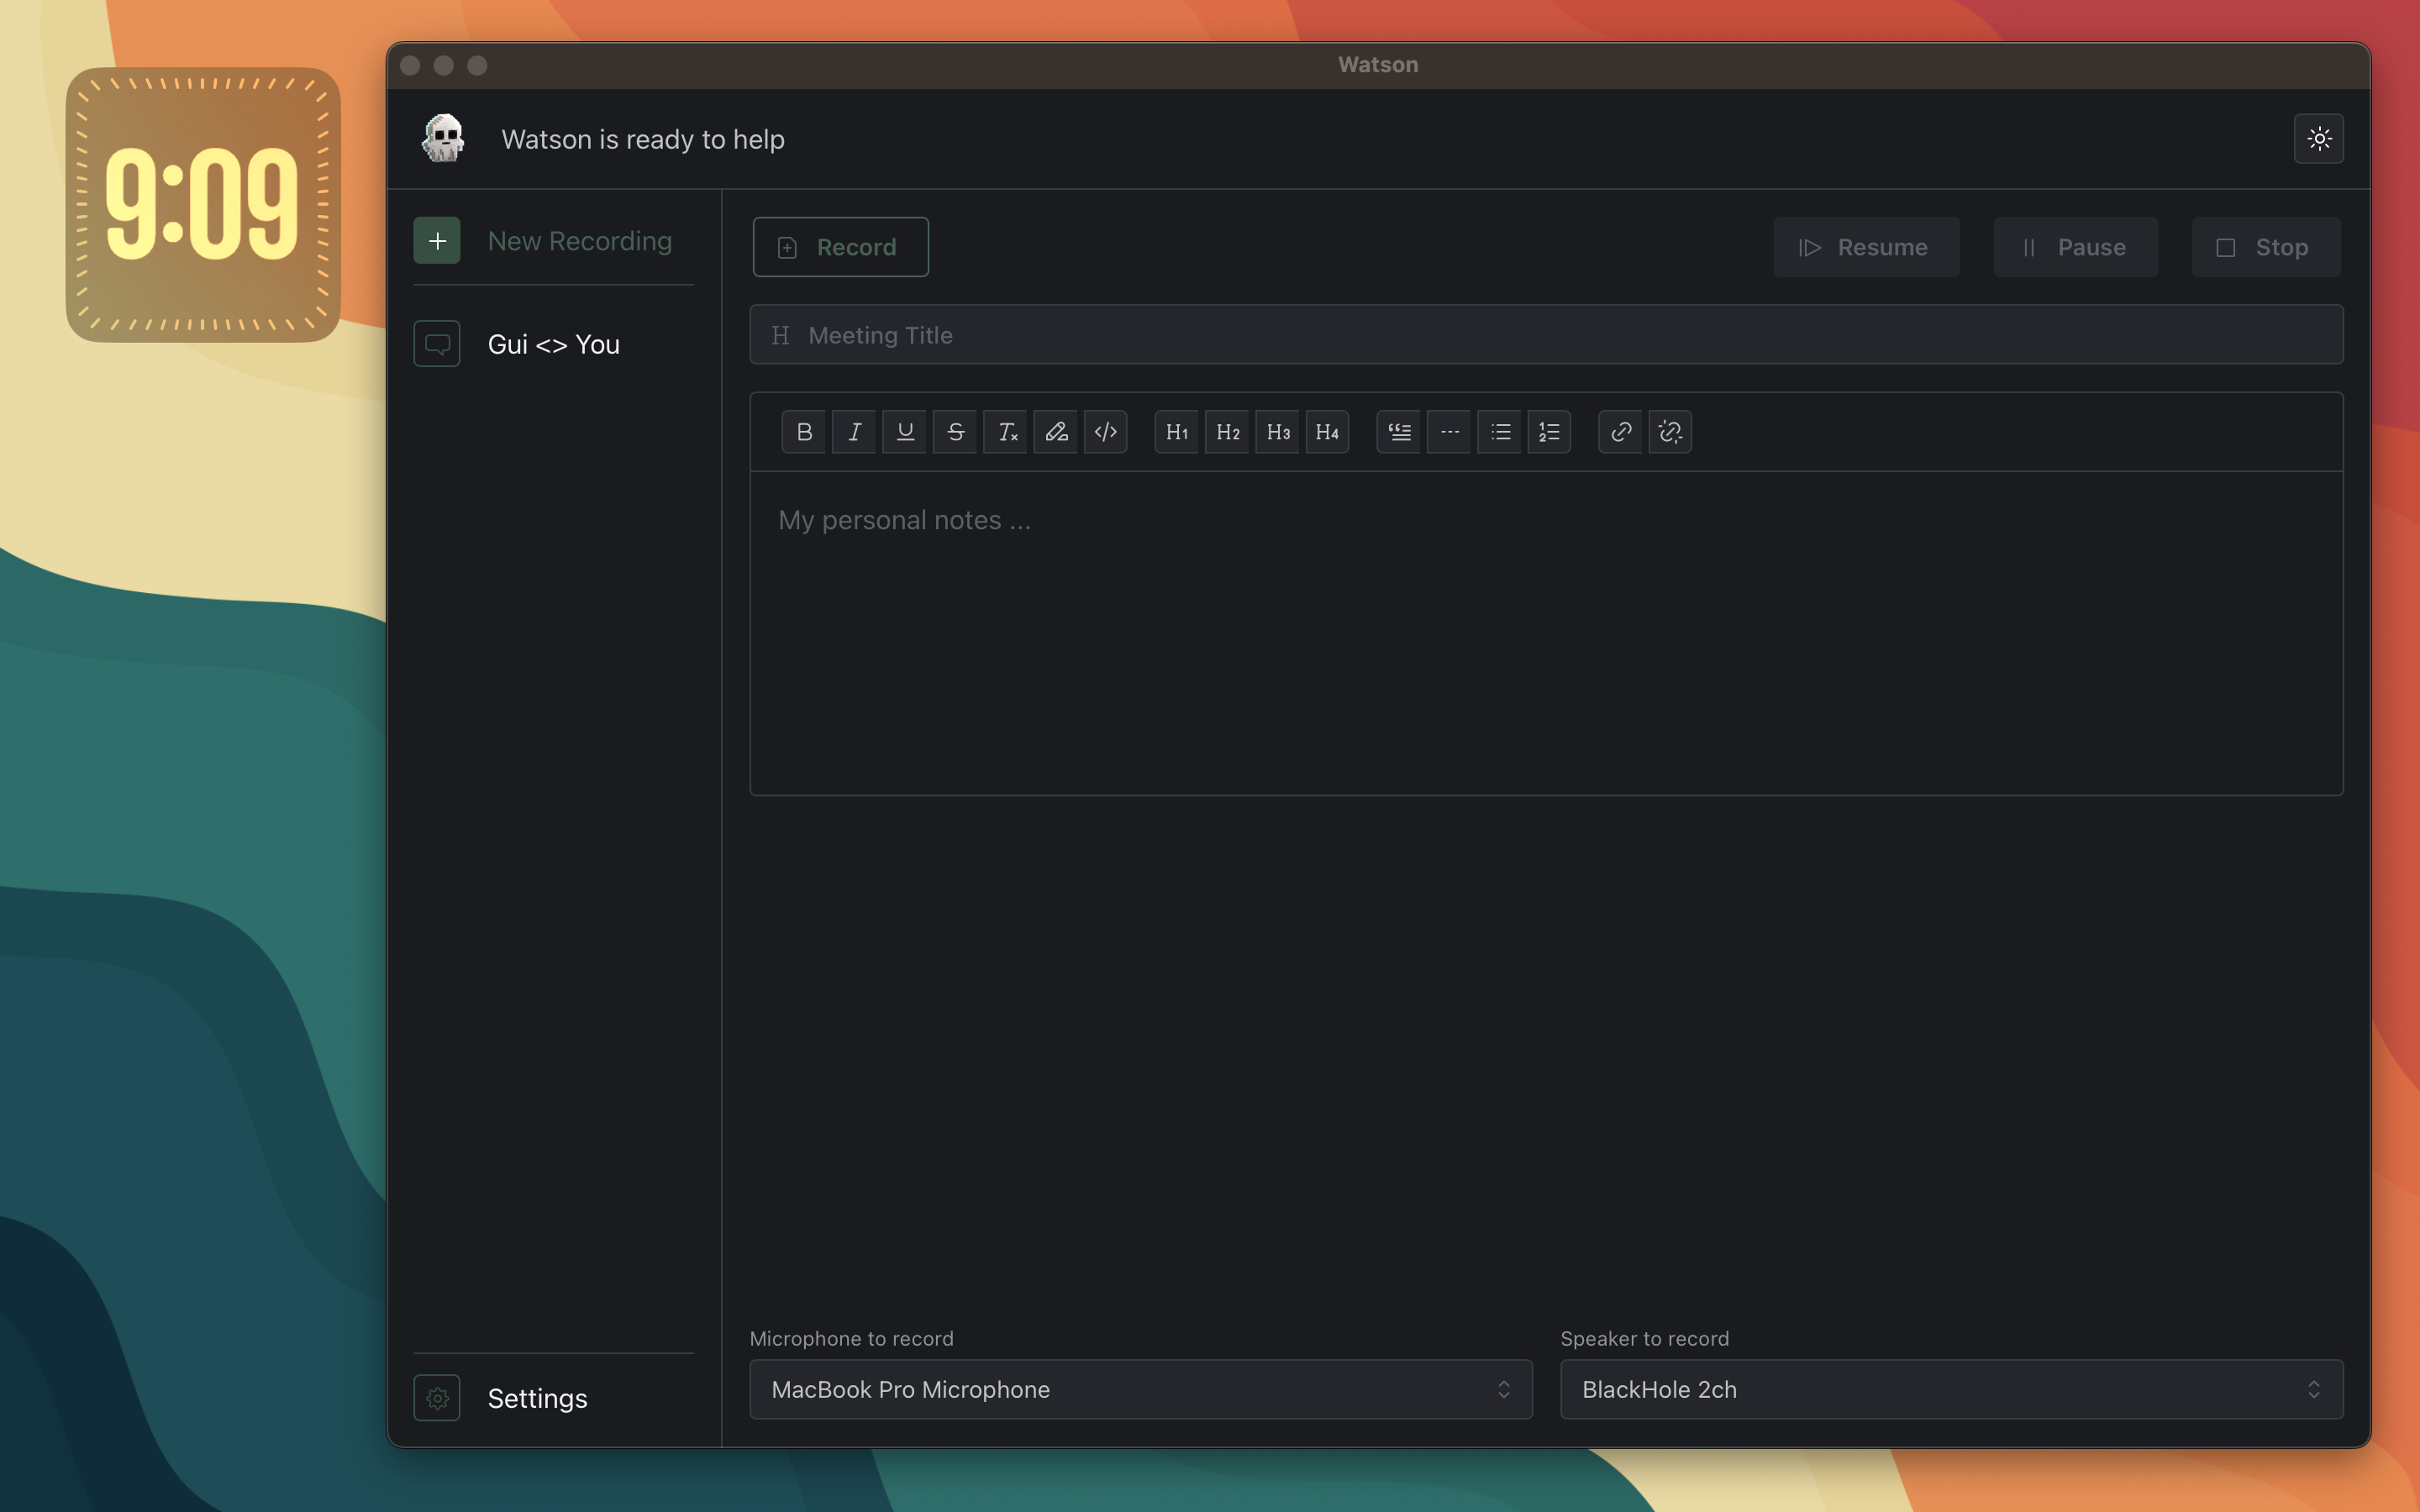 9:09
Watson
Watson is ready to help
New Recording
Gui <> You
Settings
Record
Resume
Pause
Stop
H Meeting Title
B I U S Tx </> H1 H2 H3 H4
My personal notes ...
Microphone to record
MacBook Pro Microphone
Speaker to record
BlackHole 2ch